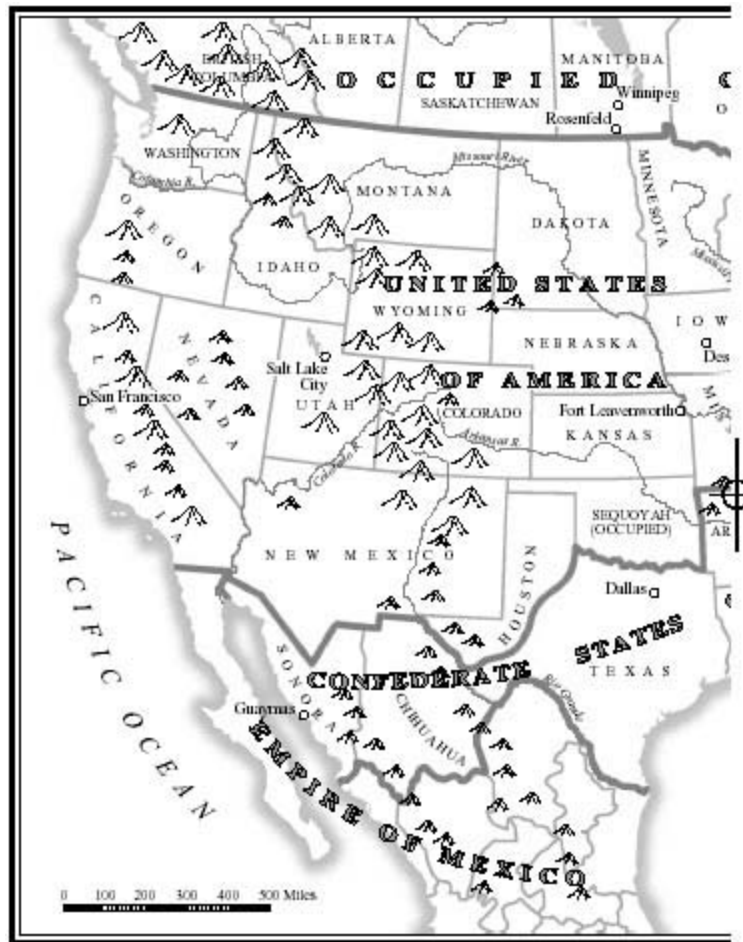 ALBERTA
BRITISH
COLUMBIA
MANITOBA
OCCUPIED
SASKATCHEWAN
Winnipeg
Rosenfeld
WASHINGTON
Columbia R.
Missouri River
MONTANA
MINNESOTA
OREGON
DAKOTA
IDAHO
UNITED STATES
WYOMING
IOW
NEBRASKA
Des
CALIFORNIA
NEVADA
Salt Lake
City
OF AMERICA
San Francisco
UTAH
COLORADO
Fort Leavenworth
KANSAS
Arkansas R.
Colorado R.
SEQUOYAH
(OCCUPIED)
AR
NEW MEXICO
HOUSTON
Dallas
PACIFIC OCEAN
STATES
TEXAS
SONORA
CONFEDERATE
Rio Grande
Guaymas
CHIHUAHUA
EMPIRE OF MEXICO
0 100 200 300 400 500 Miles